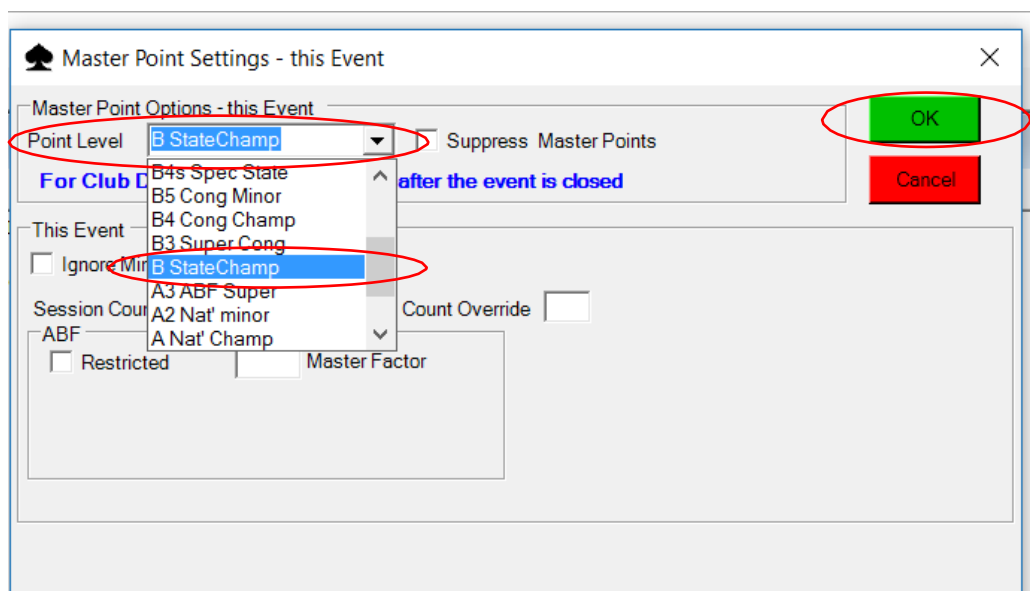 Master Point Settings - this Event
Master Point Options - this Event
Point Level B StateChamp Suppress Master Points
OK
For Club D after the event is closed
Cancel
B4s Spec State
B5 Cong Minor
B4 Cong Champ
B3 Super Cong
B StateChamp
A3 ABF Super
A2 Nat' minor
A Nat' Champ
This Event
Ignore Mi
Session Cou Count Override
ABF
Restricted Master Factor